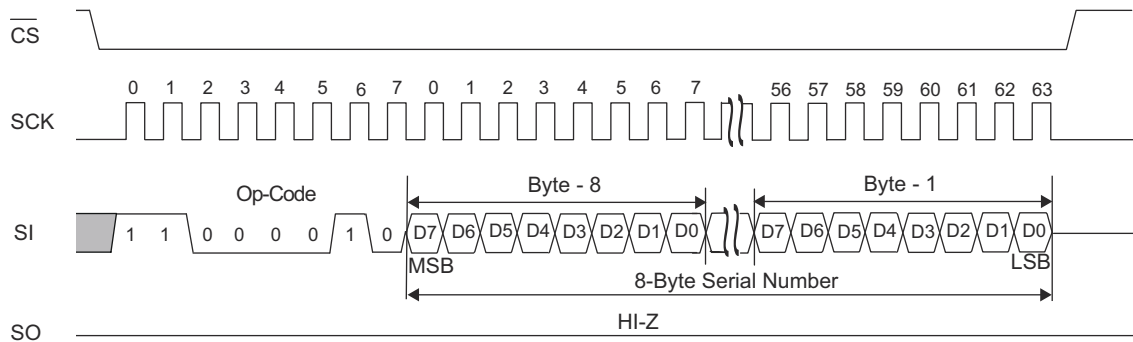 CS
0 1 2 3 4 5 6 7 0 1 2 3 4 5 6 7 56 57 58 59 60 61 62 63
SCK
Op-Code Byte - 8 Byte - 1
SI 1 1 0 0 0 0 1 0 D7 D6 D5 D4 D3 D2 D1 D0 D7 D6 D5 D4 D3 D2 D1 D0
MSB LSB
8-Byte Serial Number
HI-Z
SO